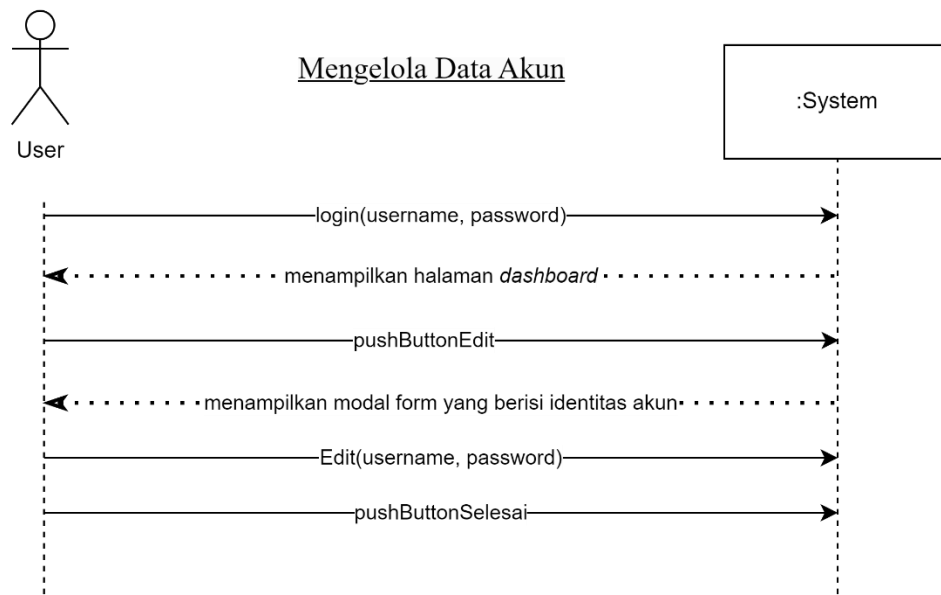 Mengelola Data Akun
:System
User
login(username, password)
menampilkan halaman dashboard
pushButtonEdit
menampilkan modal form yang berisi identitas akun
Edit(username, password)
pushButtonSelesai